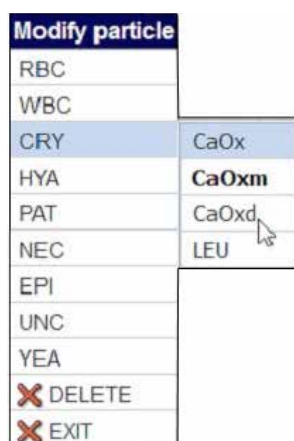 Modify particle
RBC
WBC
CRY CaOx
HYA CaOxm
PAT CaOxd
NEC LEU
EPI
UNC
YEA
DELETE
EXIT